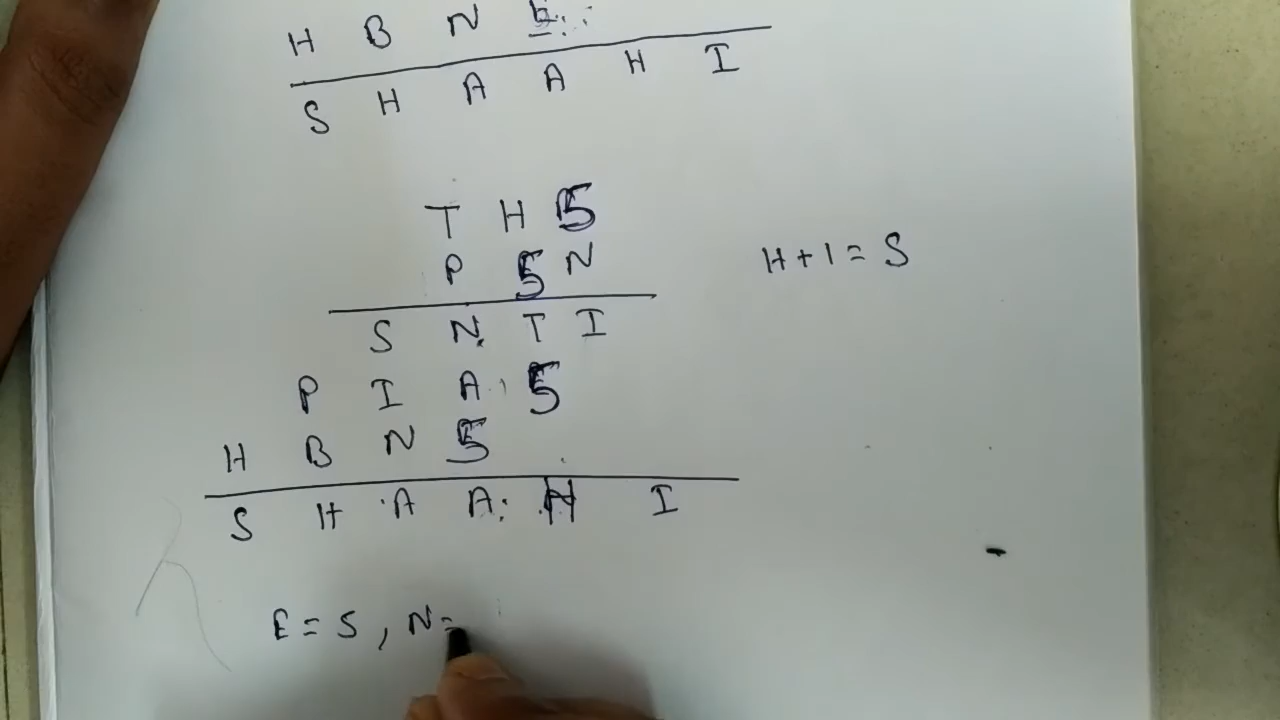 H B N E
S H A A H I
T H 5
P 5 N
H + 1 = S
S N T I
P I A 5
H B N 5
S H A A H I
E = 5, N =